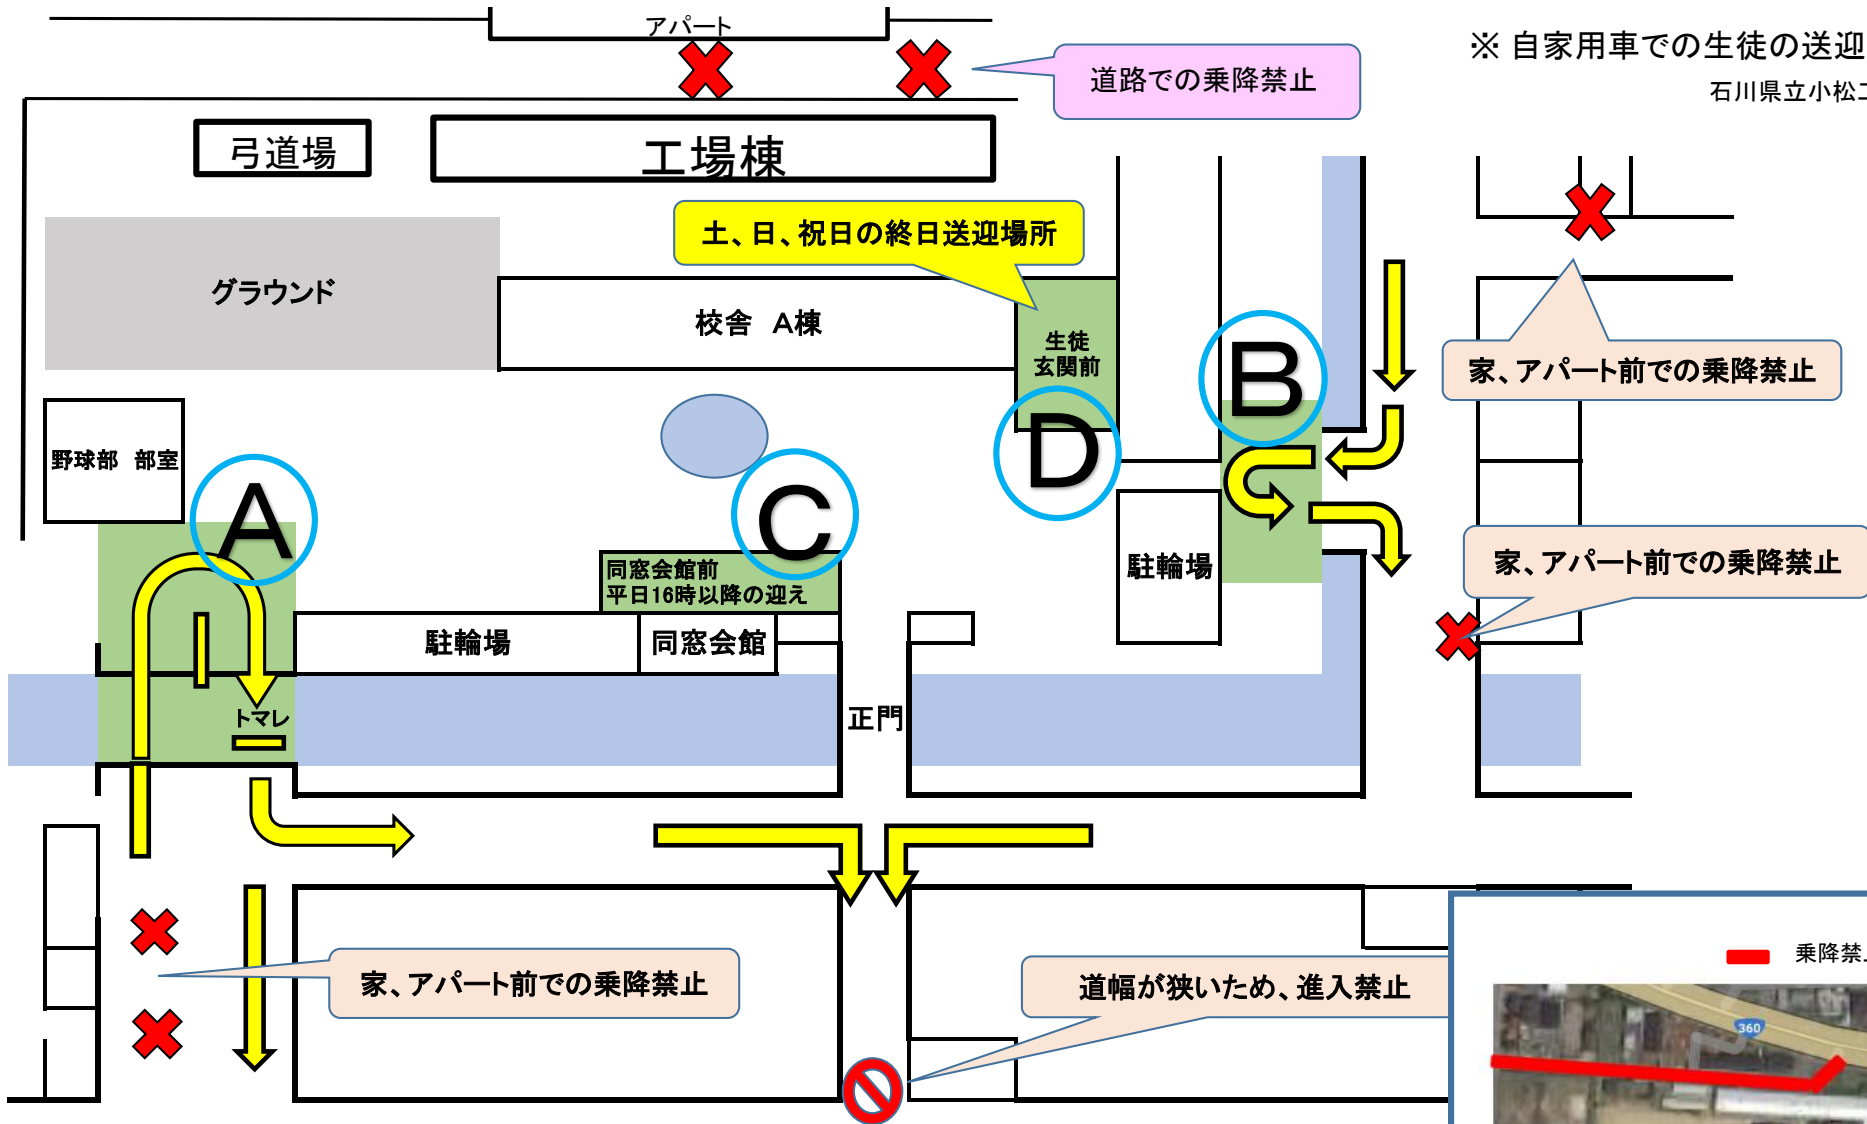 アパート
※ 自家用車での生徒の送迎
石川県立小松工
道路での乗降禁止
弓道場
工場棟
土、日、祝日の終日送迎場所
グラウンド
校舎　A棟
生徒
玄関前
B
家、アパート前での乗降禁止
D
野球部　部室
A
C
同窓会館前
平日16時以降の迎え
駐輪場
家、アパート前での乗降禁止
駐輪場
同窓会館
正門
トマレ
家、アパート前での乗降禁止
道幅が狭いため、進入禁止
乗降禁止
360